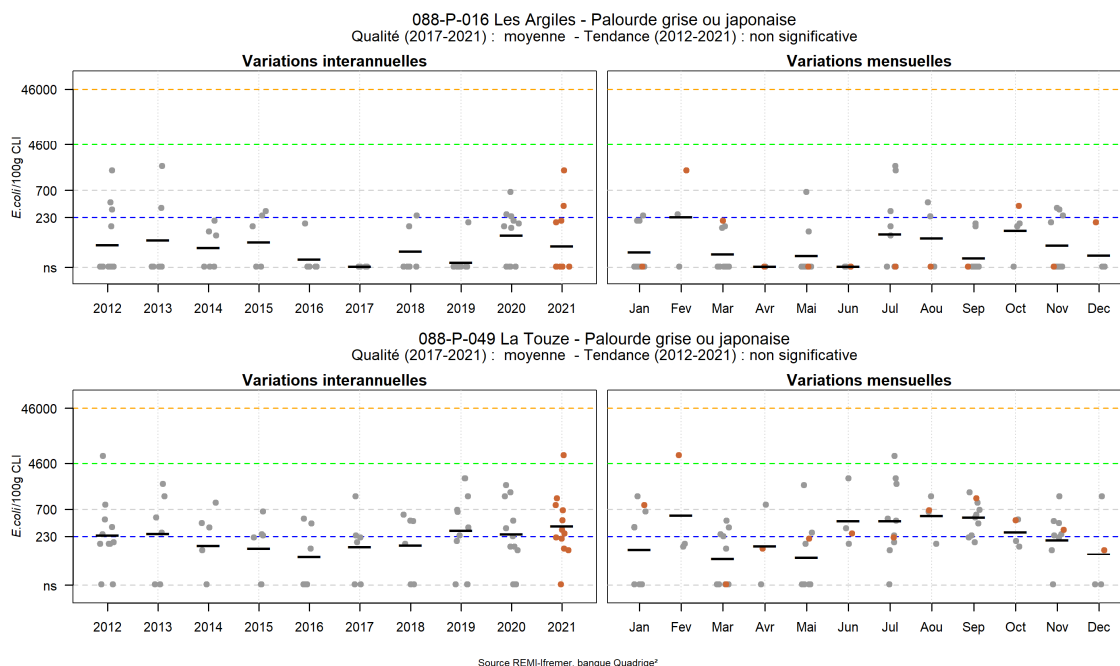 088-P-016 Les Argiles - Palourde grise ou japonaise
Qualité (2017-2021) : moyenne - Tendance (2012-2021) : non significative
Variations interannuelles
Variations mensuelles
E.coli/100g CLI
46000
4600
700
230
ns
2012 2013 2014 2015 2016 2017 2018 2019 2020 2021
Jan Fev Mar Avr Mai Jun Jul Aou Sep Oct Nov Dec
088-P-049 La Touze - Palourde grise ou japonaise
Qualité (2017-2021) : moyenne - Tendance (2012-2021) : non significative
Variations interannuelles
Variations mensuelles
E.coli/100g CLI
46000
4600
700
230
ns
2012 2013 2014 2015 2016 2017 2018 2019 2020 2021
Jan Fev Mar Avr Mai Jun Jul Aou Sep Oct Nov Dec
Source REMI-Ifremer, banque Quadrige²